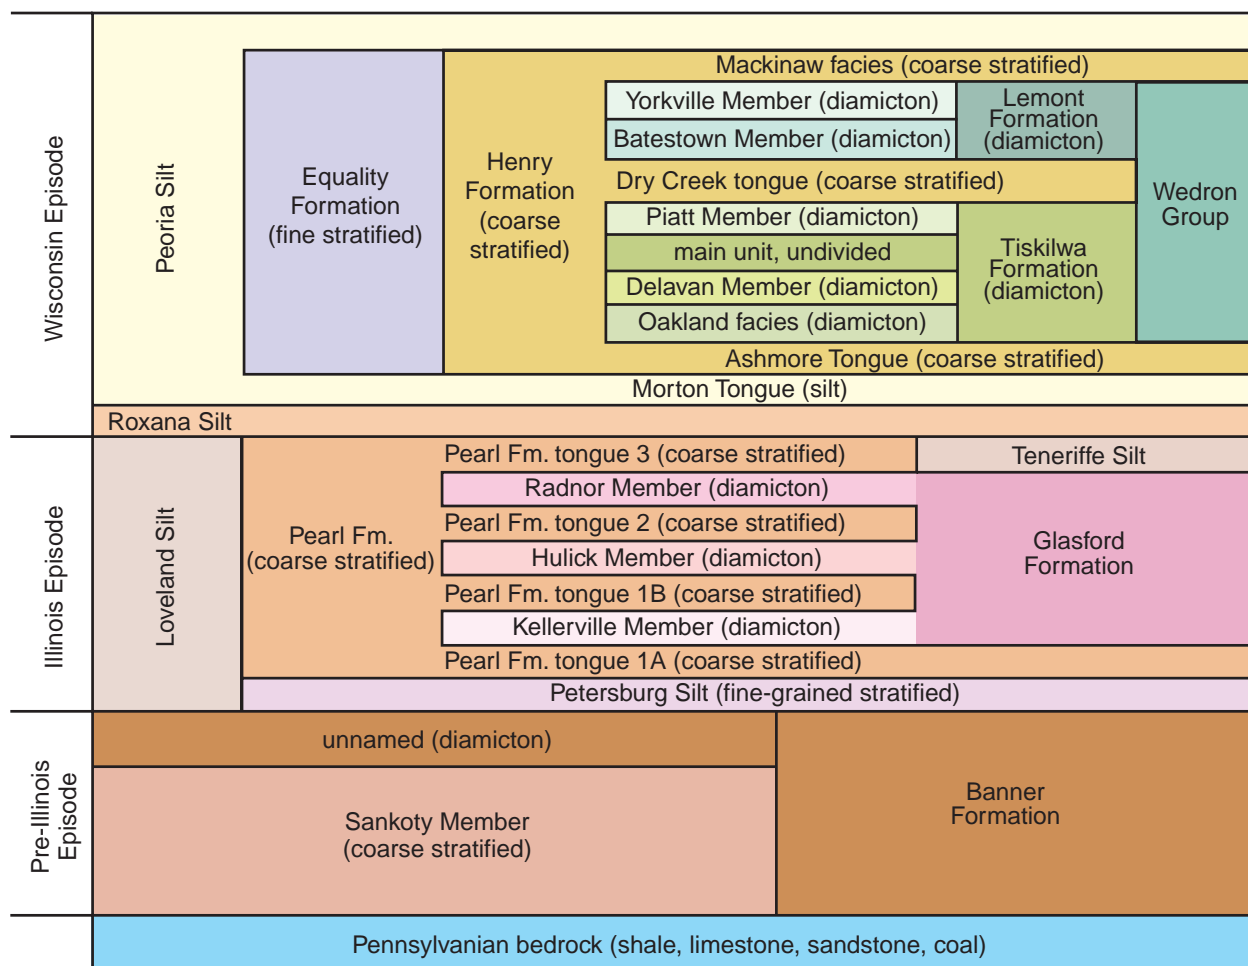 Wisconsin Episode
Peoria Silt
Equality
Formation
(fine stratified)
Henry
Formation
(coarse
stratified)
Mackinaw facies (coarse stratified)
Yorkville Member (diamicton)
Batestown Member (diamicton)
Lemont
Formation
(diamicton)
Dry Creek tongue (coarse stratified)
Piatt Member (diamicton)
main unit, undivided
Delavan Member (diamicton)
Oakland facies (diamicton)
Tiskilwa
Formation
(diamicton)
Wedron
Group
Ashmore Tongue (coarse stratified)
Morton Tongue (silt)
Roxana Silt
Illinois Episode
Loveland Silt
Pearl Fm.
(coarse stratified)
Pearl Fm. tongue 3 (coarse stratified)
Teneriffe Silt
Radnor Member (diamicton)
Pearl Fm. tongue 2 (coarse stratified)
Hulick Member (diamicton)
Pearl Fm. tongue 1B (coarse stratified)
Kellerville Member (diamicton)
Glasford
Formation
Pearl Fm. tongue 1A (coarse stratified)
Petersburg Silt (fine-grained stratified)
Pre-Illinois
Episode
unnamed (diamicton)
Sankoty Member
(coarse stratified)
Banner
Formation
Pennsylvanian bedrock (shale, limestone, sandstone, coal)